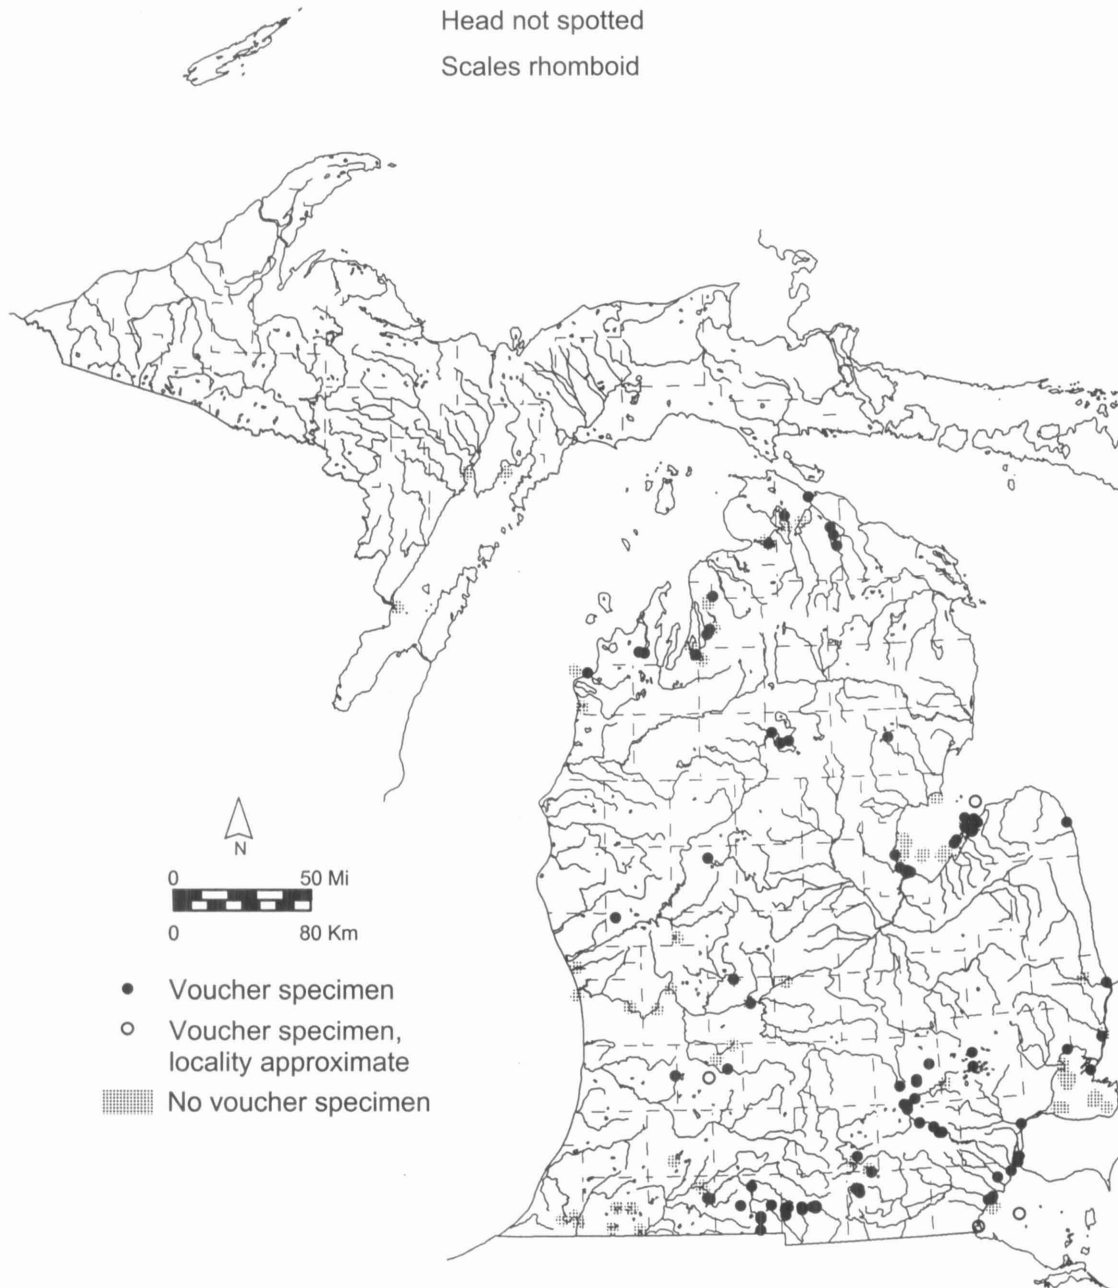 Head not spotted
Scales rhomboid
N
0 50 Mi
0 80 Km
Voucher specimen
Voucher specimen,
locality approximate
No voucher specimen